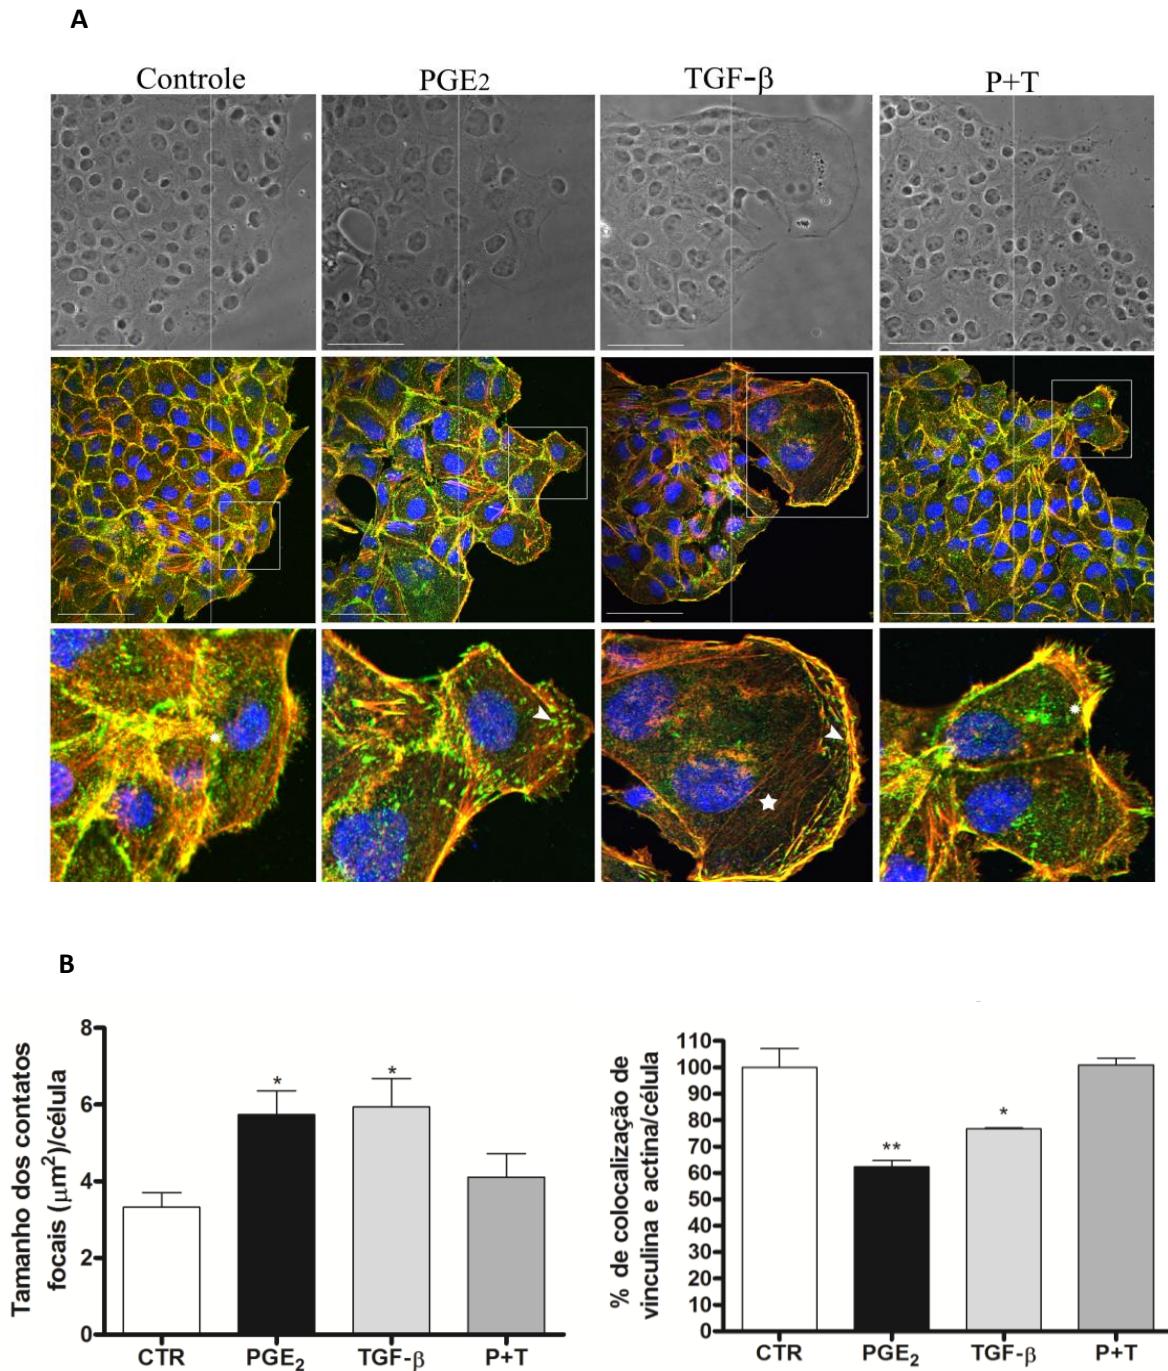 A
Controle PGE2 TGF-β P+T
B
Tamanho dos contatos
focais (μm²)/célula
8
6
4
2
0
* *
CTR PGE₂ TGF-β P+T
% de colocalização de
vinculina e actina/célula
110
100
90
80
70
60
50
40
30
20
10
0
** *
CTR PGE₂ TGF-β P+T